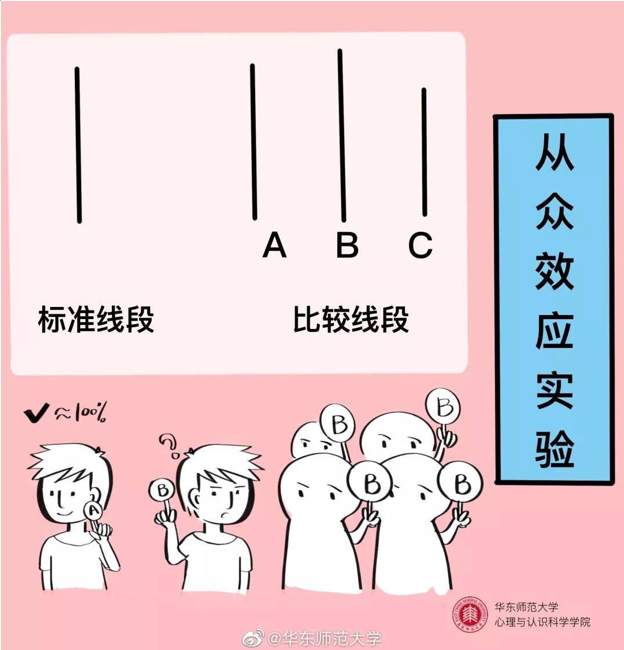 从众效应实验
A B C
标准线段 比较线段
✓≈100%
A
?
B
B
B
B
B
华东师范大学
心理与认识科学学院
@华东师范大学